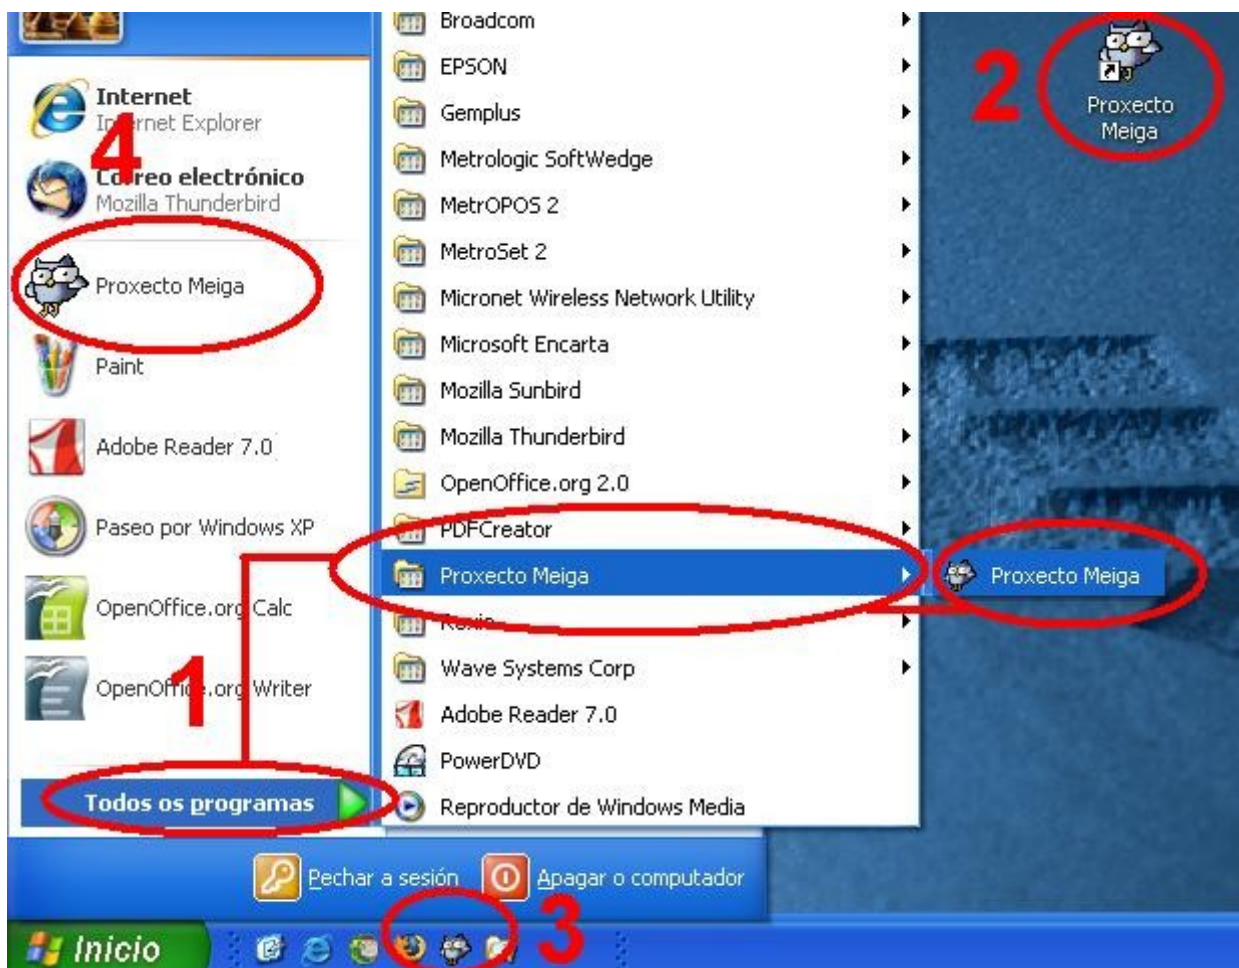 Internet
Internet Explorer
4
Correo electrónico
Mozilla Thunderbird
Proxecto Meiga
Paint
Adobe Reader 7.0
Paseo por Windows XP
OpenOffice.org Calc
1
OpenOffice.org Writer
Todos os programas
Broadcom
EPSON
Gemplus
Metrologic SoftWedge
MetrOPOS 2
MetroSet 2
Micronet Wireless Network Utility
Microsoft Encarta
Mozilla Sunbird
Mozilla Thunderbird
OpenOffice.org 2.0
PDFCreator
Proxecto Meiga
Roxio
Wave Systems Corp
Adobe Reader 7.0
PowerDVD
Reproductor de Windows Media
Proxecto Meiga
2
Proxecto
Meiga
Pechar a sesión
Apagar o computador
3
Inicio